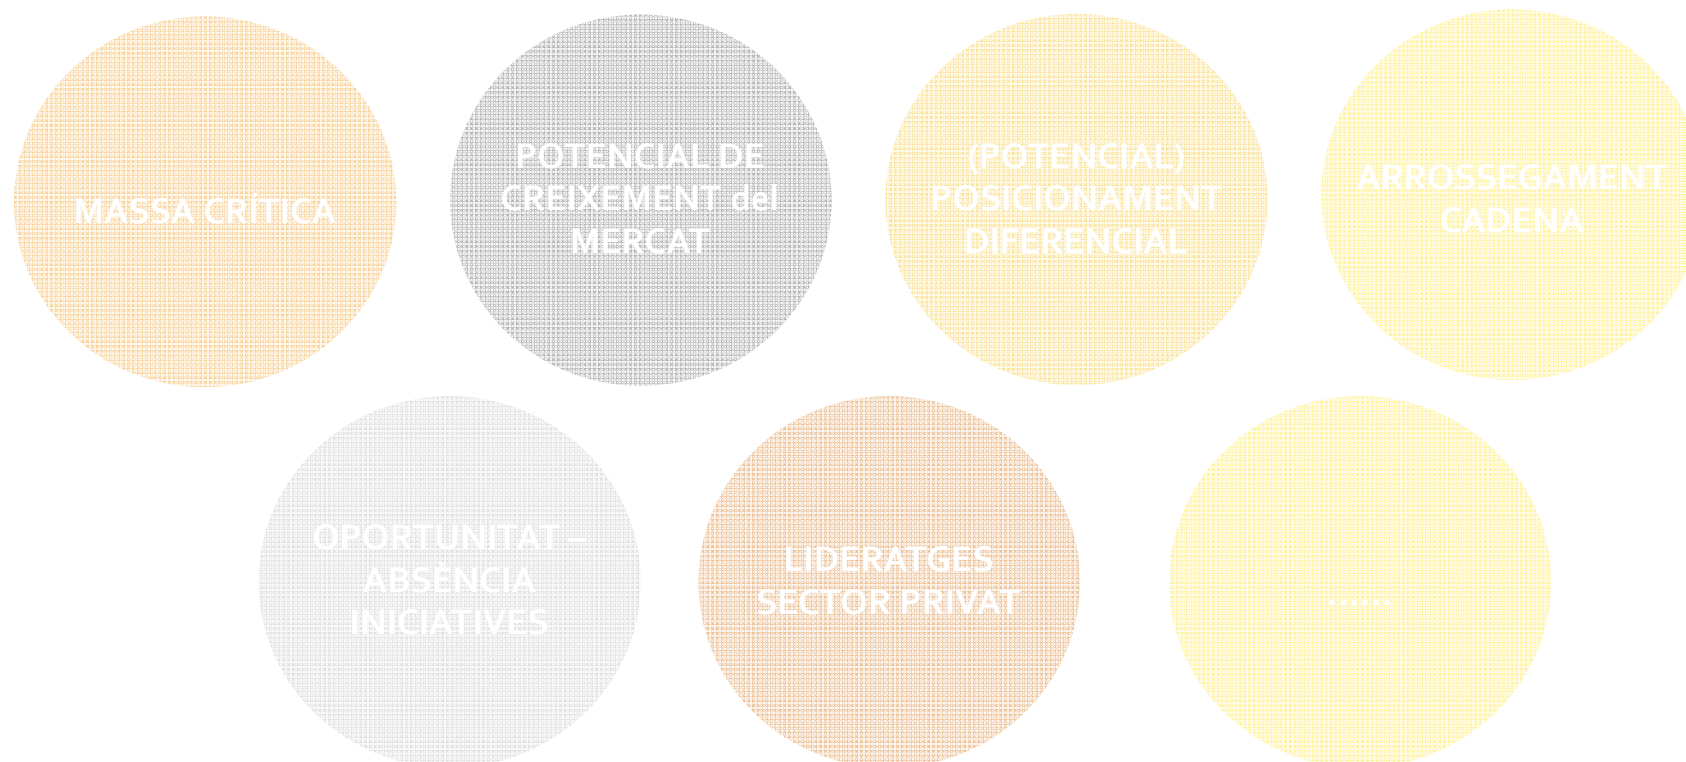 MASSA CRÍTICA
POTENCIAL DE
CREIXEMENT del
MERCAT
(POTENCIAL)
POSICIONAMENT
DIFERENCIAL
ARROSSEGAMENT
CADENA
OPORTUNITAT –
ABSÈNCIA
INICIATIVES
LIDERATGES
SECTOR PRIVAT
......